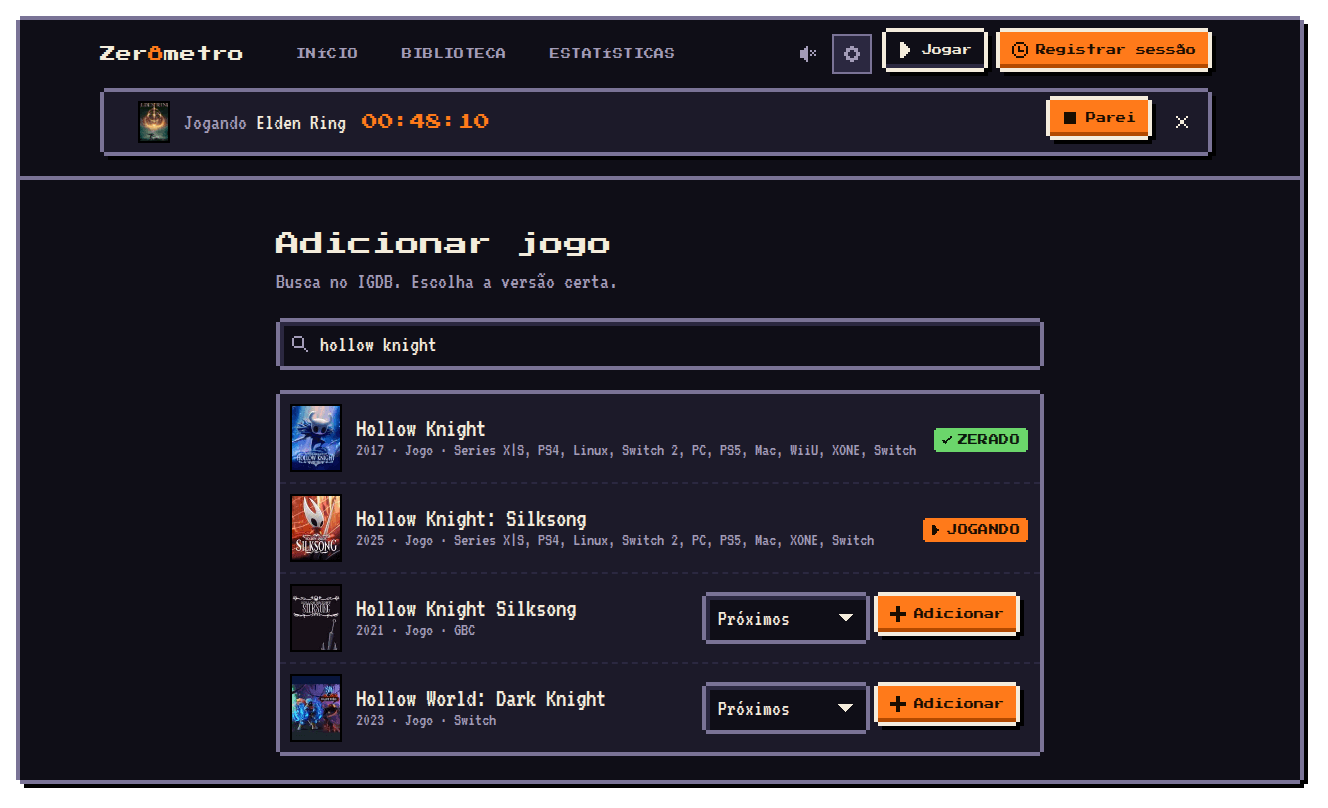 Zerômetro
INÍCIO
BIBLIOTECA
ESTATÍSTICAS
Jogar
Registrar sessão
Jogando Elden Ring 00:48:10
Parei
Adicionar jogo
Busca no IGDB. Escolha a versão certa.
hollow knight
Hollow Knight
2017 · Jogo · Series X|S, PS4, Linux, Switch 2, PC, PS5, Mac, WiiU, XONE, Switch
ZERADO
Hollow Knight: Silksong
2025 · Jogo · Series X|S, PS4, Linux, Switch 2, PC, PS5, Mac, XONE, Switch
JOGANDO
SILKSONG
Hollow Knight Silksong
2021 · Jogo · GBC
Próximos
Adicionar
Hollow World: Dark Knight
2023 · Jogo · Switch
Próximos
Adicionar